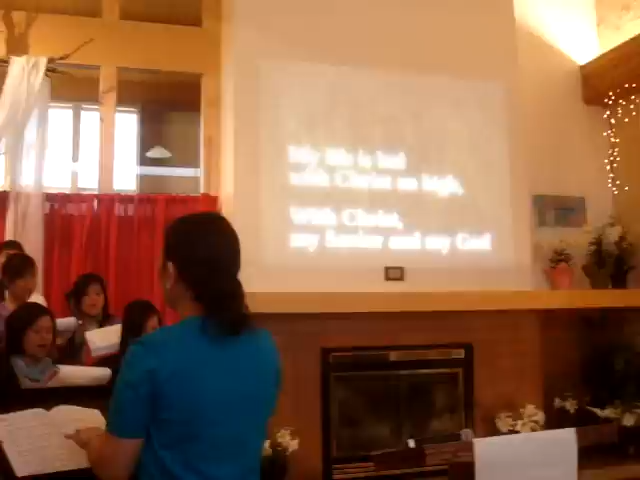 My life is hid
with Christ on high,
With Christ,
my Savior and my God